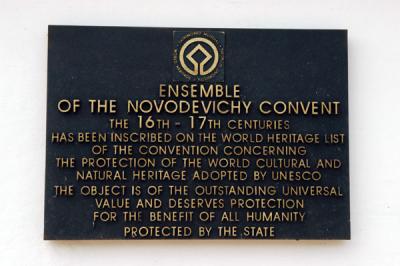 ENSEMBLE
OF THE NOVODEVICHY CONVENT
THE 16TH - 17TH CENTURIES
HAS BEEN INSCRIBED ON THE WORLD HERITAGE LIST
OF THE CONVENTION CONCERNING
THE PROTECTION OF THE WORLD CULTURAL AND
NATURAL HERITAGE ADOPTED BY UNESCO
THE OBJECT IS OF THE OUTSTANDING UNIVERSAL
VALUE AND DESERVES PROTECTION
FOR THE BENEFIT OF ALL HUMANITY
PROTECTED BY THE STATE